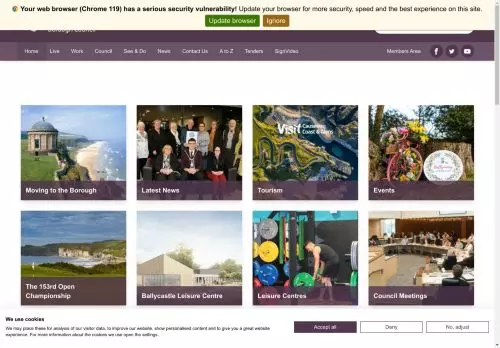 Your web browser (Chrome 119) has a serious security vulnerability! Update your browser for more security, speed and the best experience on this site.
Update browser
Ignore
Borough Council
Home
Live
Work
Council
See & Do
News
Contact Us
A to Z
Tenders
SignVideo
Members Area
Visit Causeway
Coast & Glens
Moving to the Borough
Latest News
Tourism
Events
The 153rd Open
Championship
Ballycastle Leisure Centre
Leisure Centres
Council Meetings
We use cookies
We may place these for analysis of our visitor data, to improve our website, show personalised content and to give you a great website
experience. For more information about the cookies we use open the settings.
Accept all
Deny
No, adjust